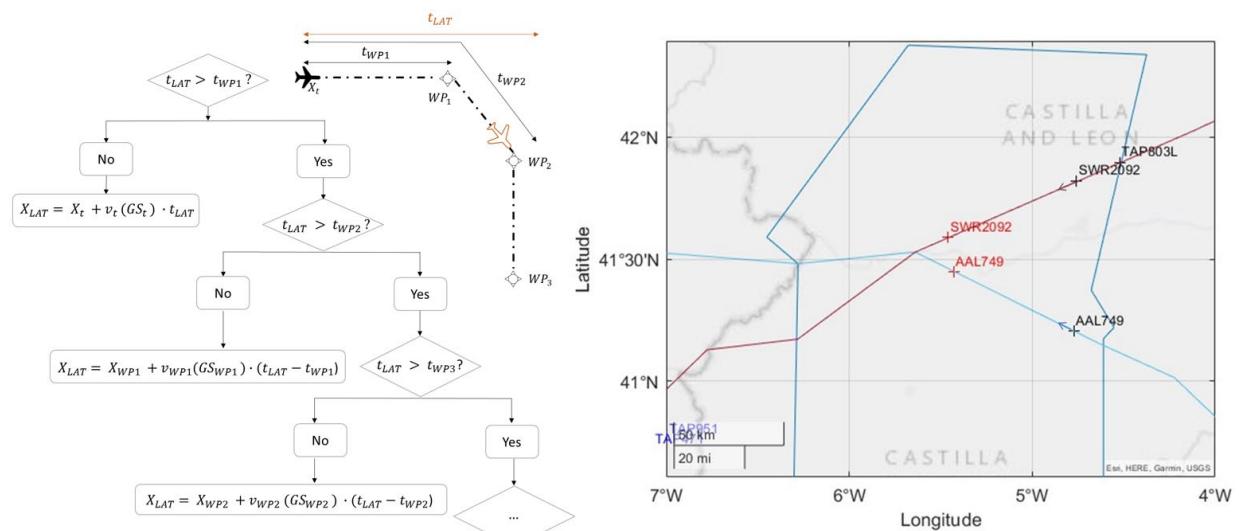 t_LAT
t_WP1
t_WP2
X_t
WP_1
WP_2
WP_3
t_LAT > t_WP1 ?
No
Yes
X_LAT = X_t + v_t (GS_t) · t_LAT
t_LAT > t_WP2 ?
No
Yes
X_LAT = X_WP1 + v_WP1(GS_WP1) · (t_LAT − t_WP1)
t_LAT > t_WP3 ?
No
Yes
X_LAT = X_WP2 + v_WP2 (GS_WP2) · (t_LAT − t_WP2)
...
CASTILLA
AND LEON
42°N
TAP803L
SWR2092
SWR2092
41°30'N
AAL749
AAL749
41°N
TAP951
50 km
20 mi
CASTILLA
Esri, HERE, Garmin, USGS
7°W
6°W
5°W
4°W
Latitude
Longitude